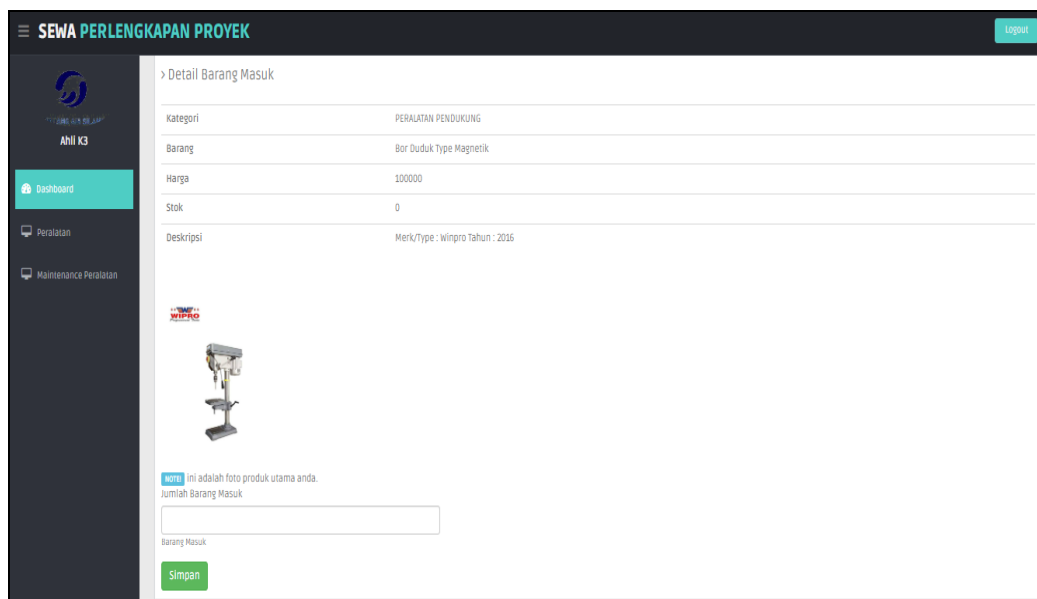 SEWA PERLENGKAPAN PROYEK
Logout
Ahli K3
Dashboard
Peralatan
Maintenance Peralatan
› Detail Barang Masuk
Kategori PERALATAN PENDUKUNG
Barang Bor Duduk Type Magnetik
Harga 100000
Stok 0
Deskripsi Merk/Type : Winpro Tahun : 2016
WIPRO
NOTE! ini adalah foto produk utama anda.
Jumlah Barang Masuk
Barang Masuk
Simpan